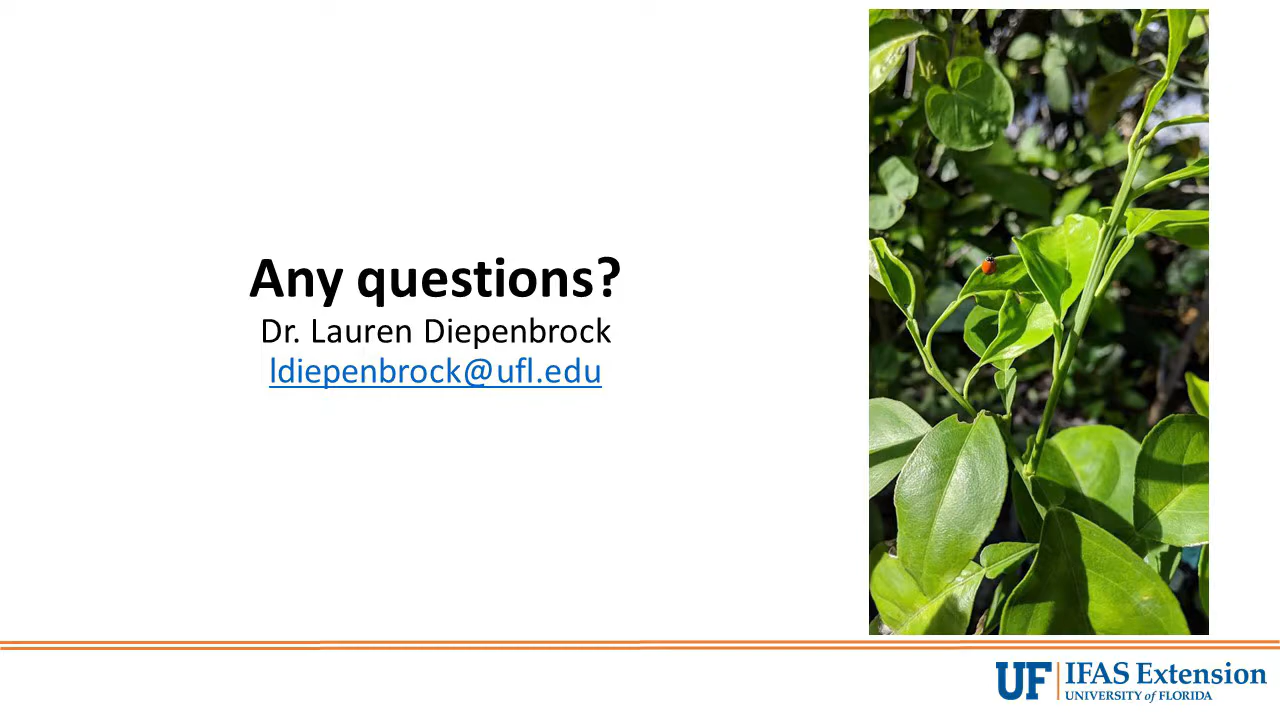 Any questions?
Dr. Lauren Diepenbrock
ldiepenbrock@ufl.edu
UF IFAS Extension
UNIVERSITY of FLORIDA